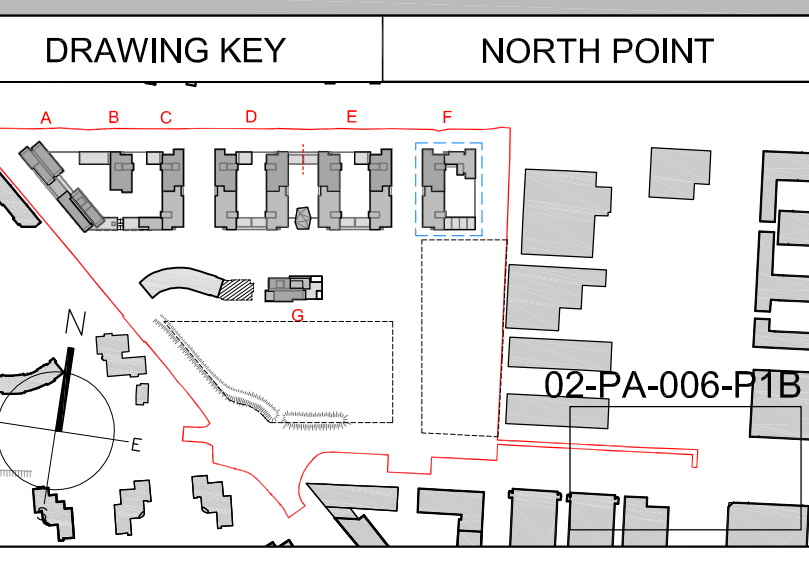 DRAWING KEY
NORTH POINT
A B C D E F
G
N
02-PA-006-P1B
E
S